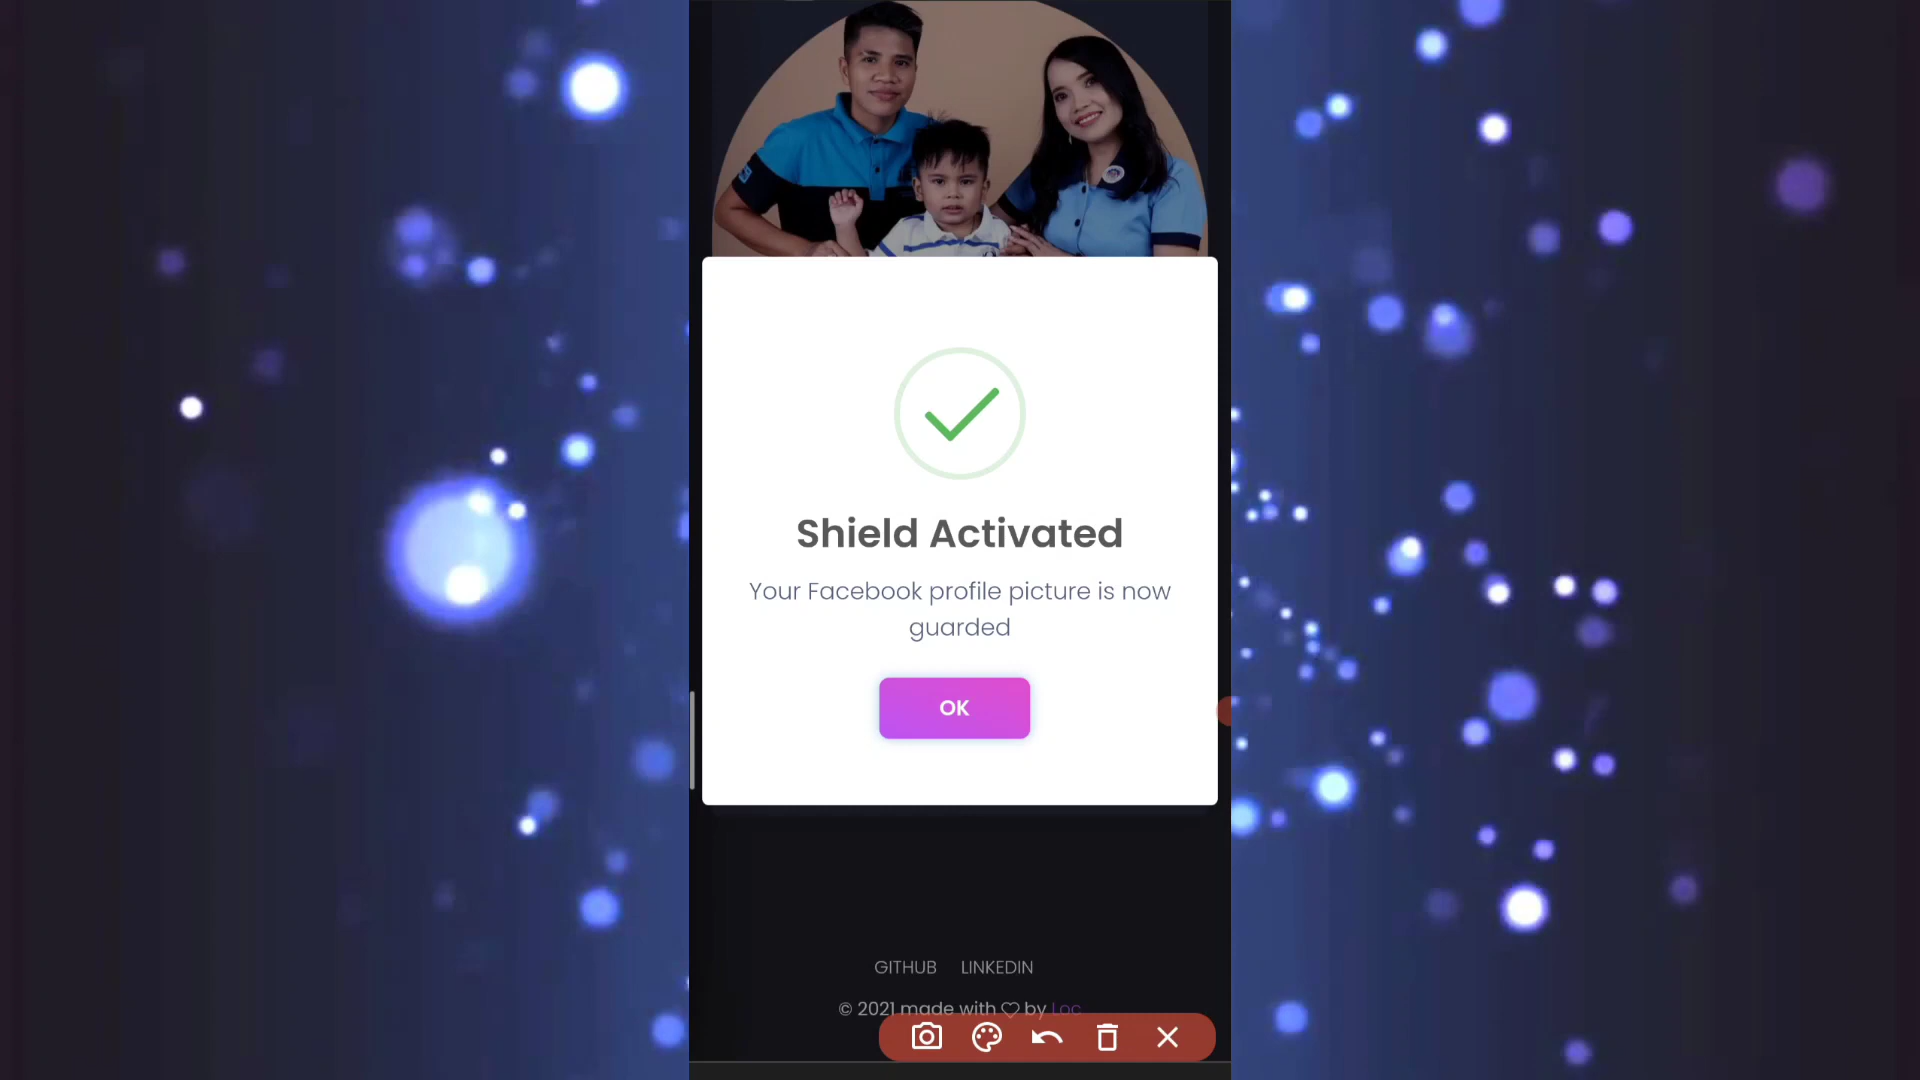 Shield Activated
Your Facebook profile picture is now
guarded
OK
GITHUB LINKEDIN
© 2021 made with ♡ by Loc